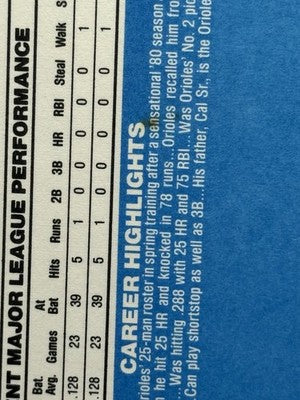 NT MAJOR LEAGUE PERFORMANCE
Bat. At
Avg. Games Bat Hits Runs 2B 3B HR RBI Steal Walk S
.128 23 39 5 1 0 0 0 0 0 1
.128 23 39 5 1 0 0 0 0 0 1
CAREER HIGHLIGHTS
rioles' 25-man roster in spring training after a sensational '80 season
n he hit 25 HR and knocked in 78 runs...Orioles recalled him fro
...Was hitting .288 with 25 HR and 75 RBI...Was Orioles' No. 2 pic
Can play shortstop as well as 3B...His father, Cal Sr., is the Oriole